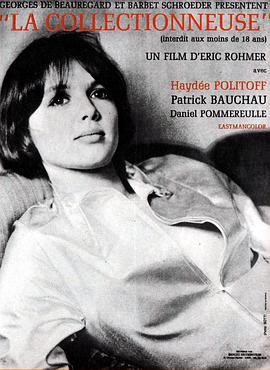 GEORGES DE BEAUREGARD ET BARBET SCHROEDER PRESENTENT
"LA COLLECTIONNEUSE"
(interdit aux moins de 18 ans)
UN FILM D'ERIC ROHMER
avec
Haydée POLITOFF
Patrick BAUCHAU
Daniel POMMEREULLE
EASTMANCOLOR